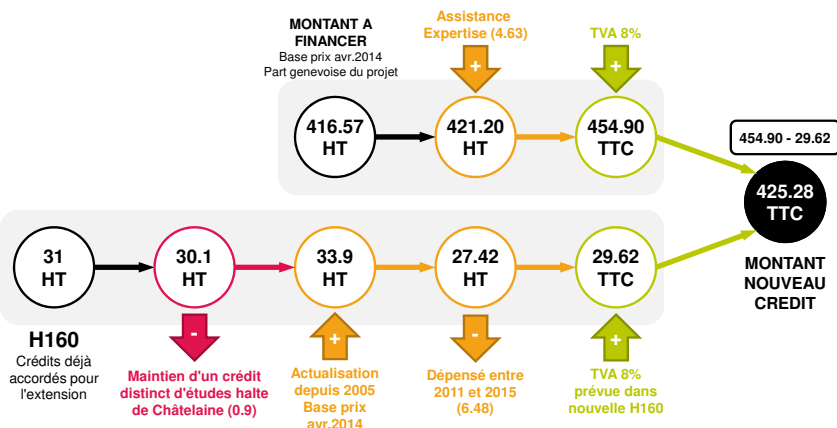 MONTANT A
FINANCER
Base prix avr.2014
Part genevoise du projet
Assistance
Expertise (4.63)
TVA 8%
+
+
416.57
HT
421.20
HT
454.90
TTC
454.90 - 29.62
425.28
TTC
MONTANT
NOUVEAU
CREDIT
31
HT
30.1
HT
33.9
HT
27.42
HT
29.62
TTC
H160
Crédits déjà
accordés pour
l'extension
-
Maintien d'un crédit
distinct d'études halte
de Châtelaine (0.9)
+
Actualisation
depuis 2005
Base prix
avr.2014
-
Dépensé entre
2011 et 2015
(6.48)
+
TVA 8%
prévue dans
nouvelle H160